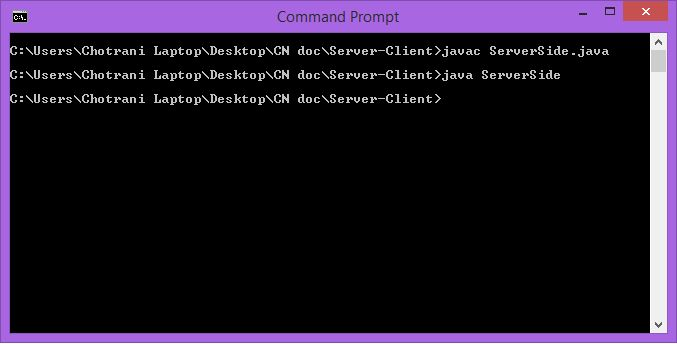 Command Prompt
C:\Users\Chotrani Laptop\Desktop\CN doc\Server-Client>javac ServerSide.java
C:\Users\Chotrani Laptop\Desktop\CN doc\Server-Client>java ServerSide
C:\Users\Chotrani Laptop\Desktop\CN doc\Server-Client>